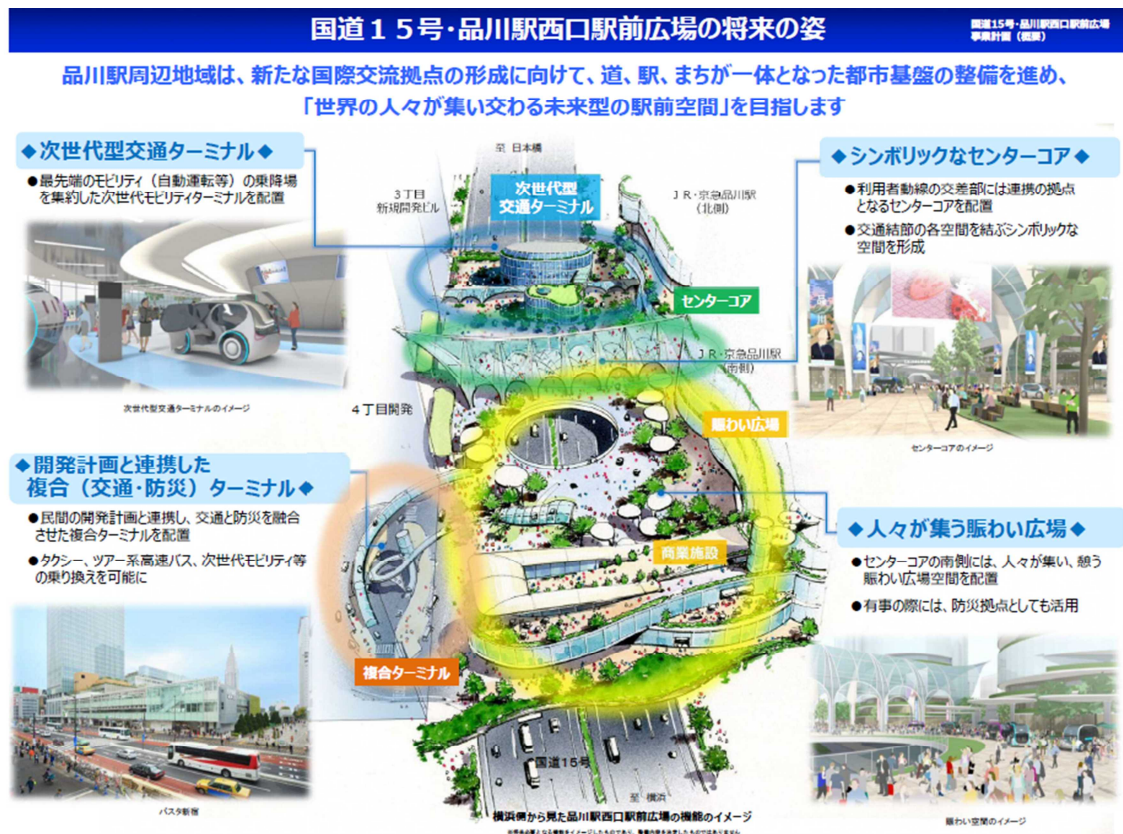 国道１５号・品川駅西口駅前広場の将来の姿
国道15号・品川駅西口駅前広場
事業計画（概要）
品川駅周辺地域は、新たな国際交流拠点の形成に向けて、道、駅、まちが一体となった都市基盤の整備を進め、
「世界の人々が集い交わる未来型の駅前空間」を目指します
◆次世代型交通ターミナル◆
●最先端のモビリティ（自動運転等）の乗降場
を集約した次世代モビリティターミナルを配置
次世代型交通ターミナルのイメージ
◆開発計画と連携した
複合（交通・防災）ターミナル◆
●民間の開発計画と連携し、交通と防災を融合
させた複合ターミナルを配置
●タクシー、ツアー系高速バス、次世代モビリティ等
の乗り換えを可能に
バスタ新宿
至 日本橋
３丁目
新規開発ビル
次世代型
交通ターミナル
ＪＲ・京急品川駅
（北側）
センターコア
ＪＲ・京急品川駅
（南側）
４丁目開発
賑わい広場
商業施設
複合ターミナル
国道15号
至 横浜
横浜側から見た品川駅西口駅前広場の機能のイメージ
◆シンボリックなセンターコア◆
●利用者動線の交差部には連携の拠点
となるセンターコアを配置
●交通結節の各空間を結ぶシンボリックな
空間を形成
センターコアのイメージ
◆人々が集う賑わい広場◆
●センターコアの南側には、人々が集い、憩う
賑わい広場空間を配置
●有事の際には、防災拠点としても活用
賑わい空間のイメージ